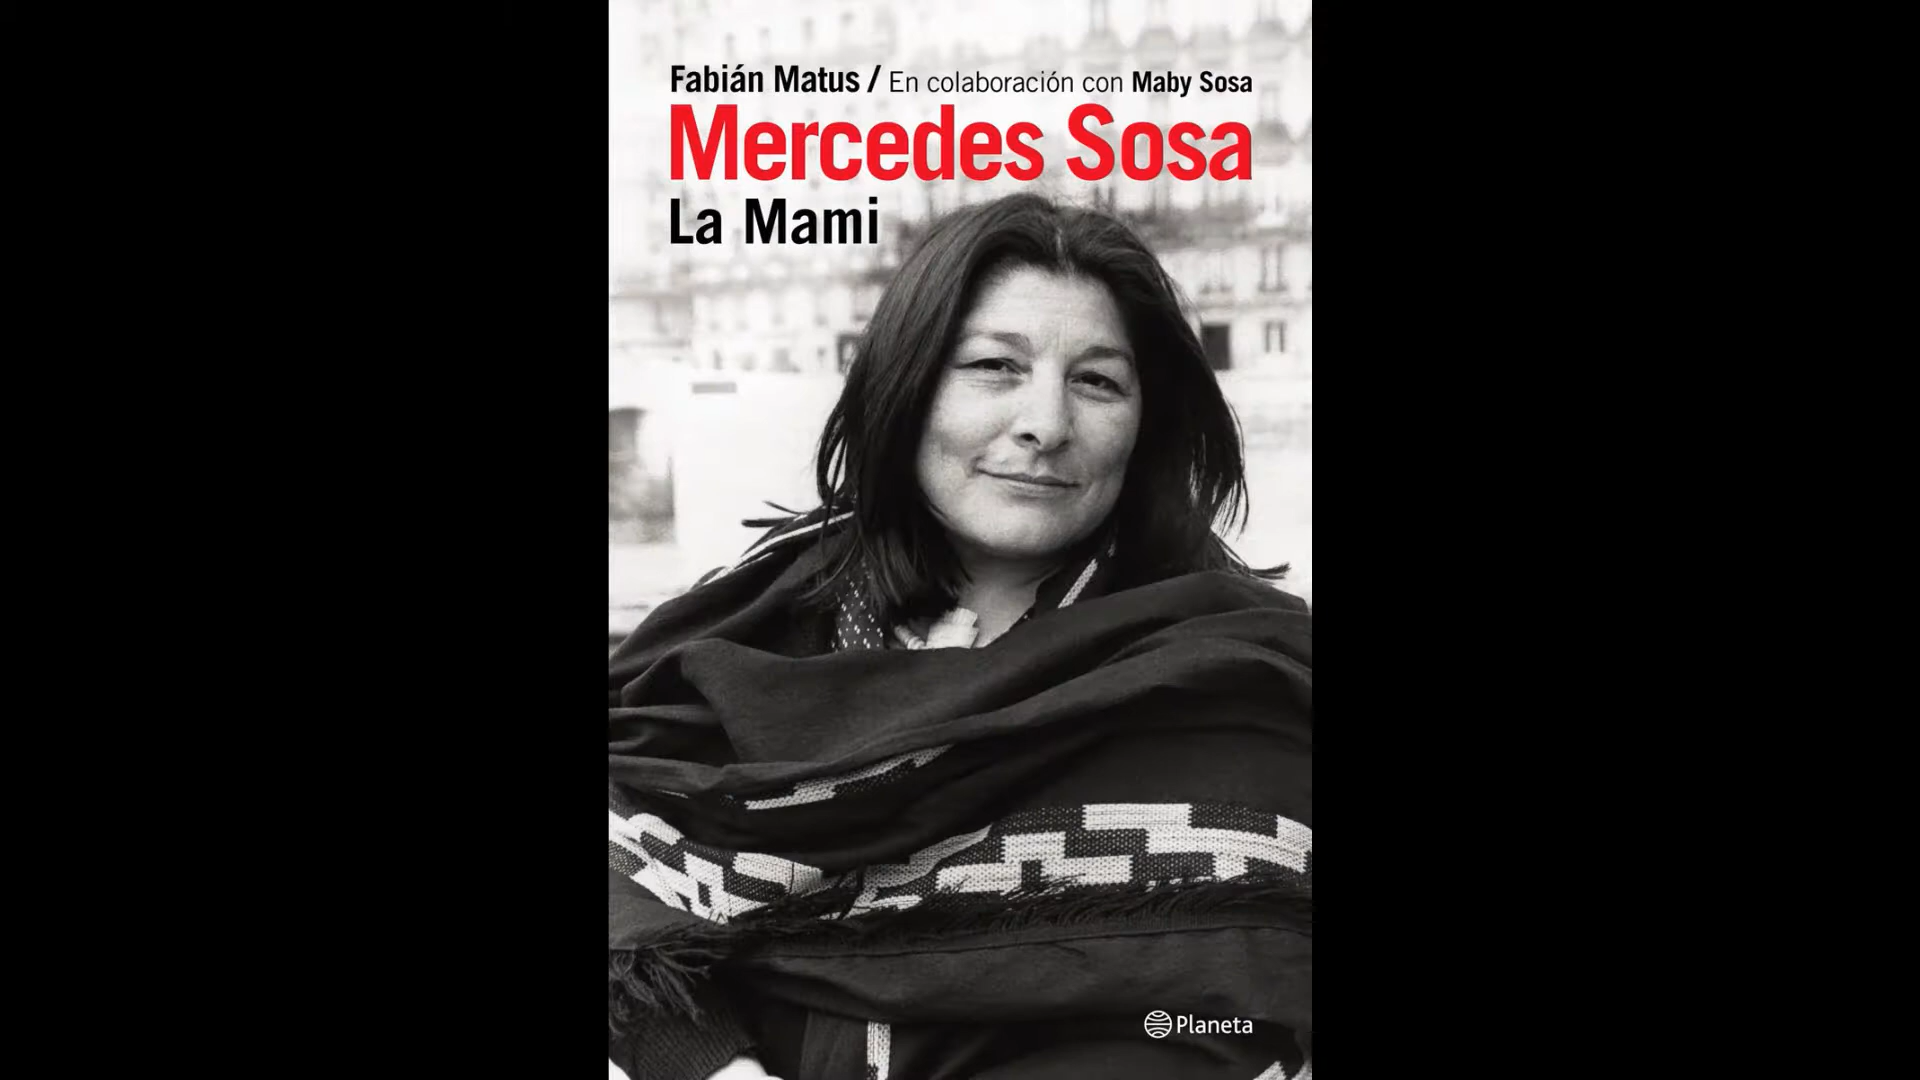 Fabián Matus / En colaboración con Maby Sosa
Mercedes Sosa
La Mami
Planeta